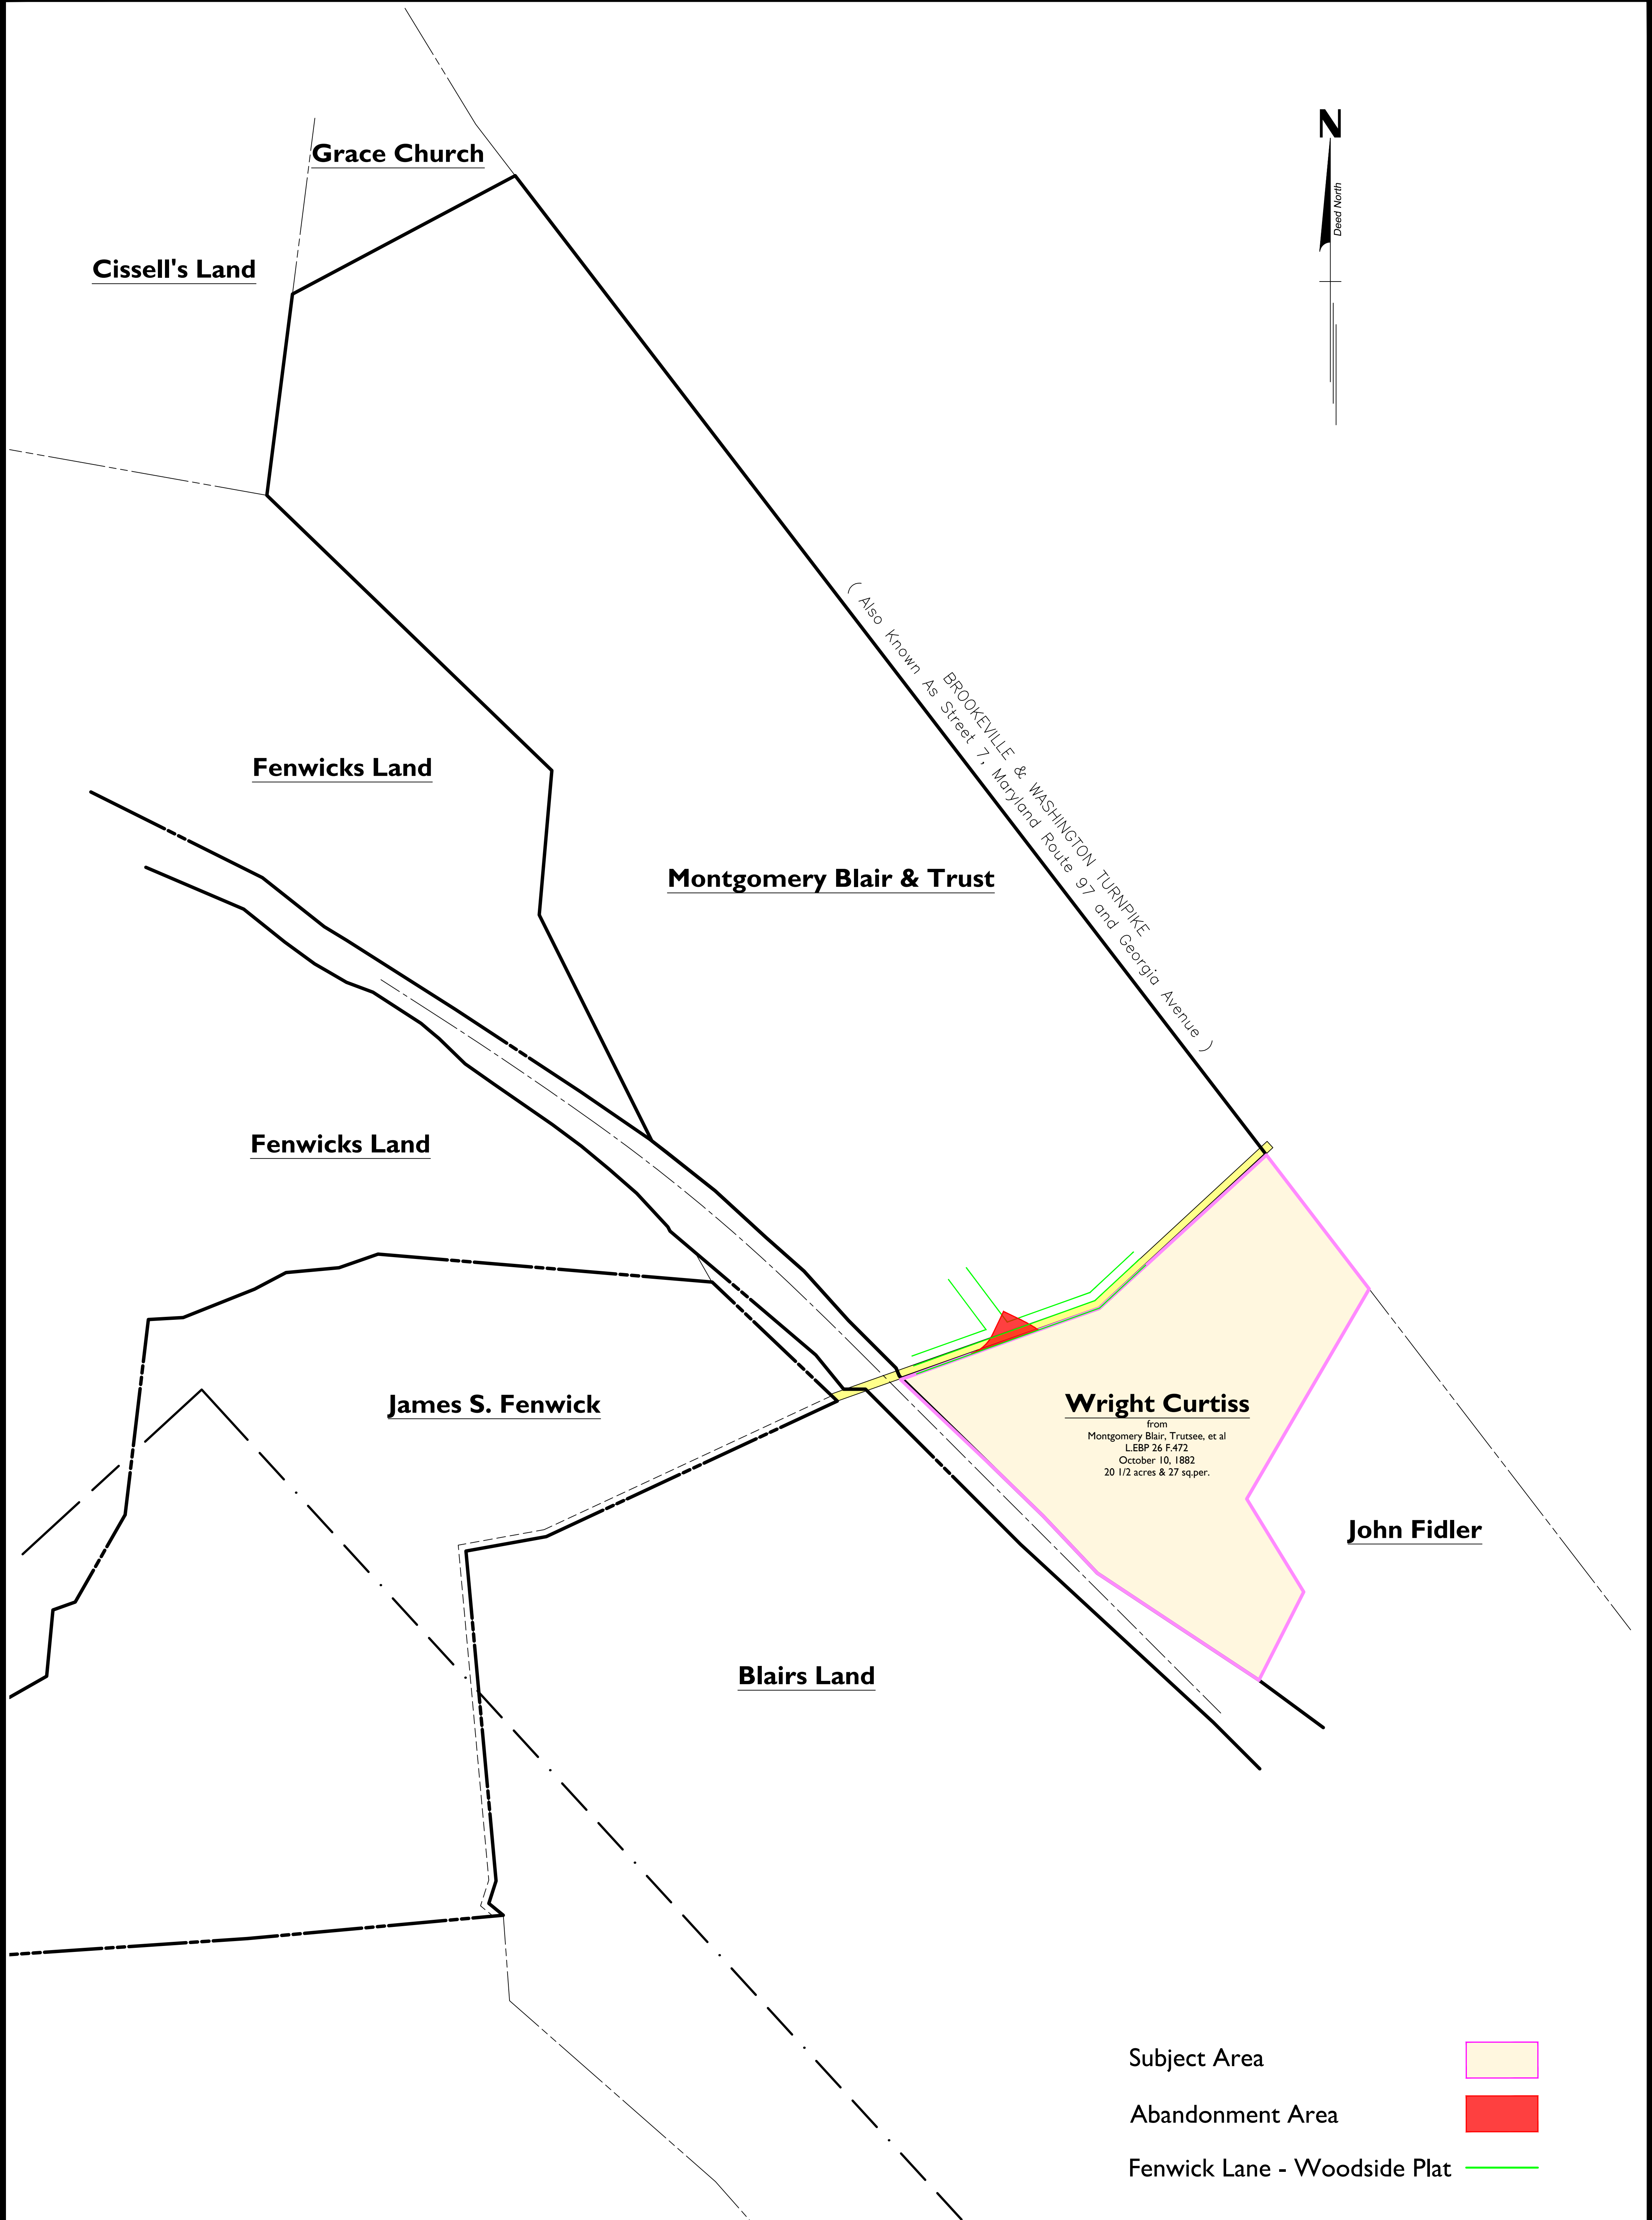 N
Deed North
Grace Church
Cissell's Land
Fenwicks Land
Montgomery Blair & Trust
BROOKEVILLE & WASHINGTON TURNPIKE
( Also Known As Street 7, Maryland Route 97 and Georgia Avenue )
Fenwicks Land
James S. Fenwick
Wright Curtiss
from
Montgomery Blair, Trutsee, et al
L.EBP 26 F.472
October 10, 1882
20 1/2 acres & 27 sq.per.
John Fidler
Blairs Land
Subject Area
Abandonment Area
Fenwick Lane - Woodside Plat